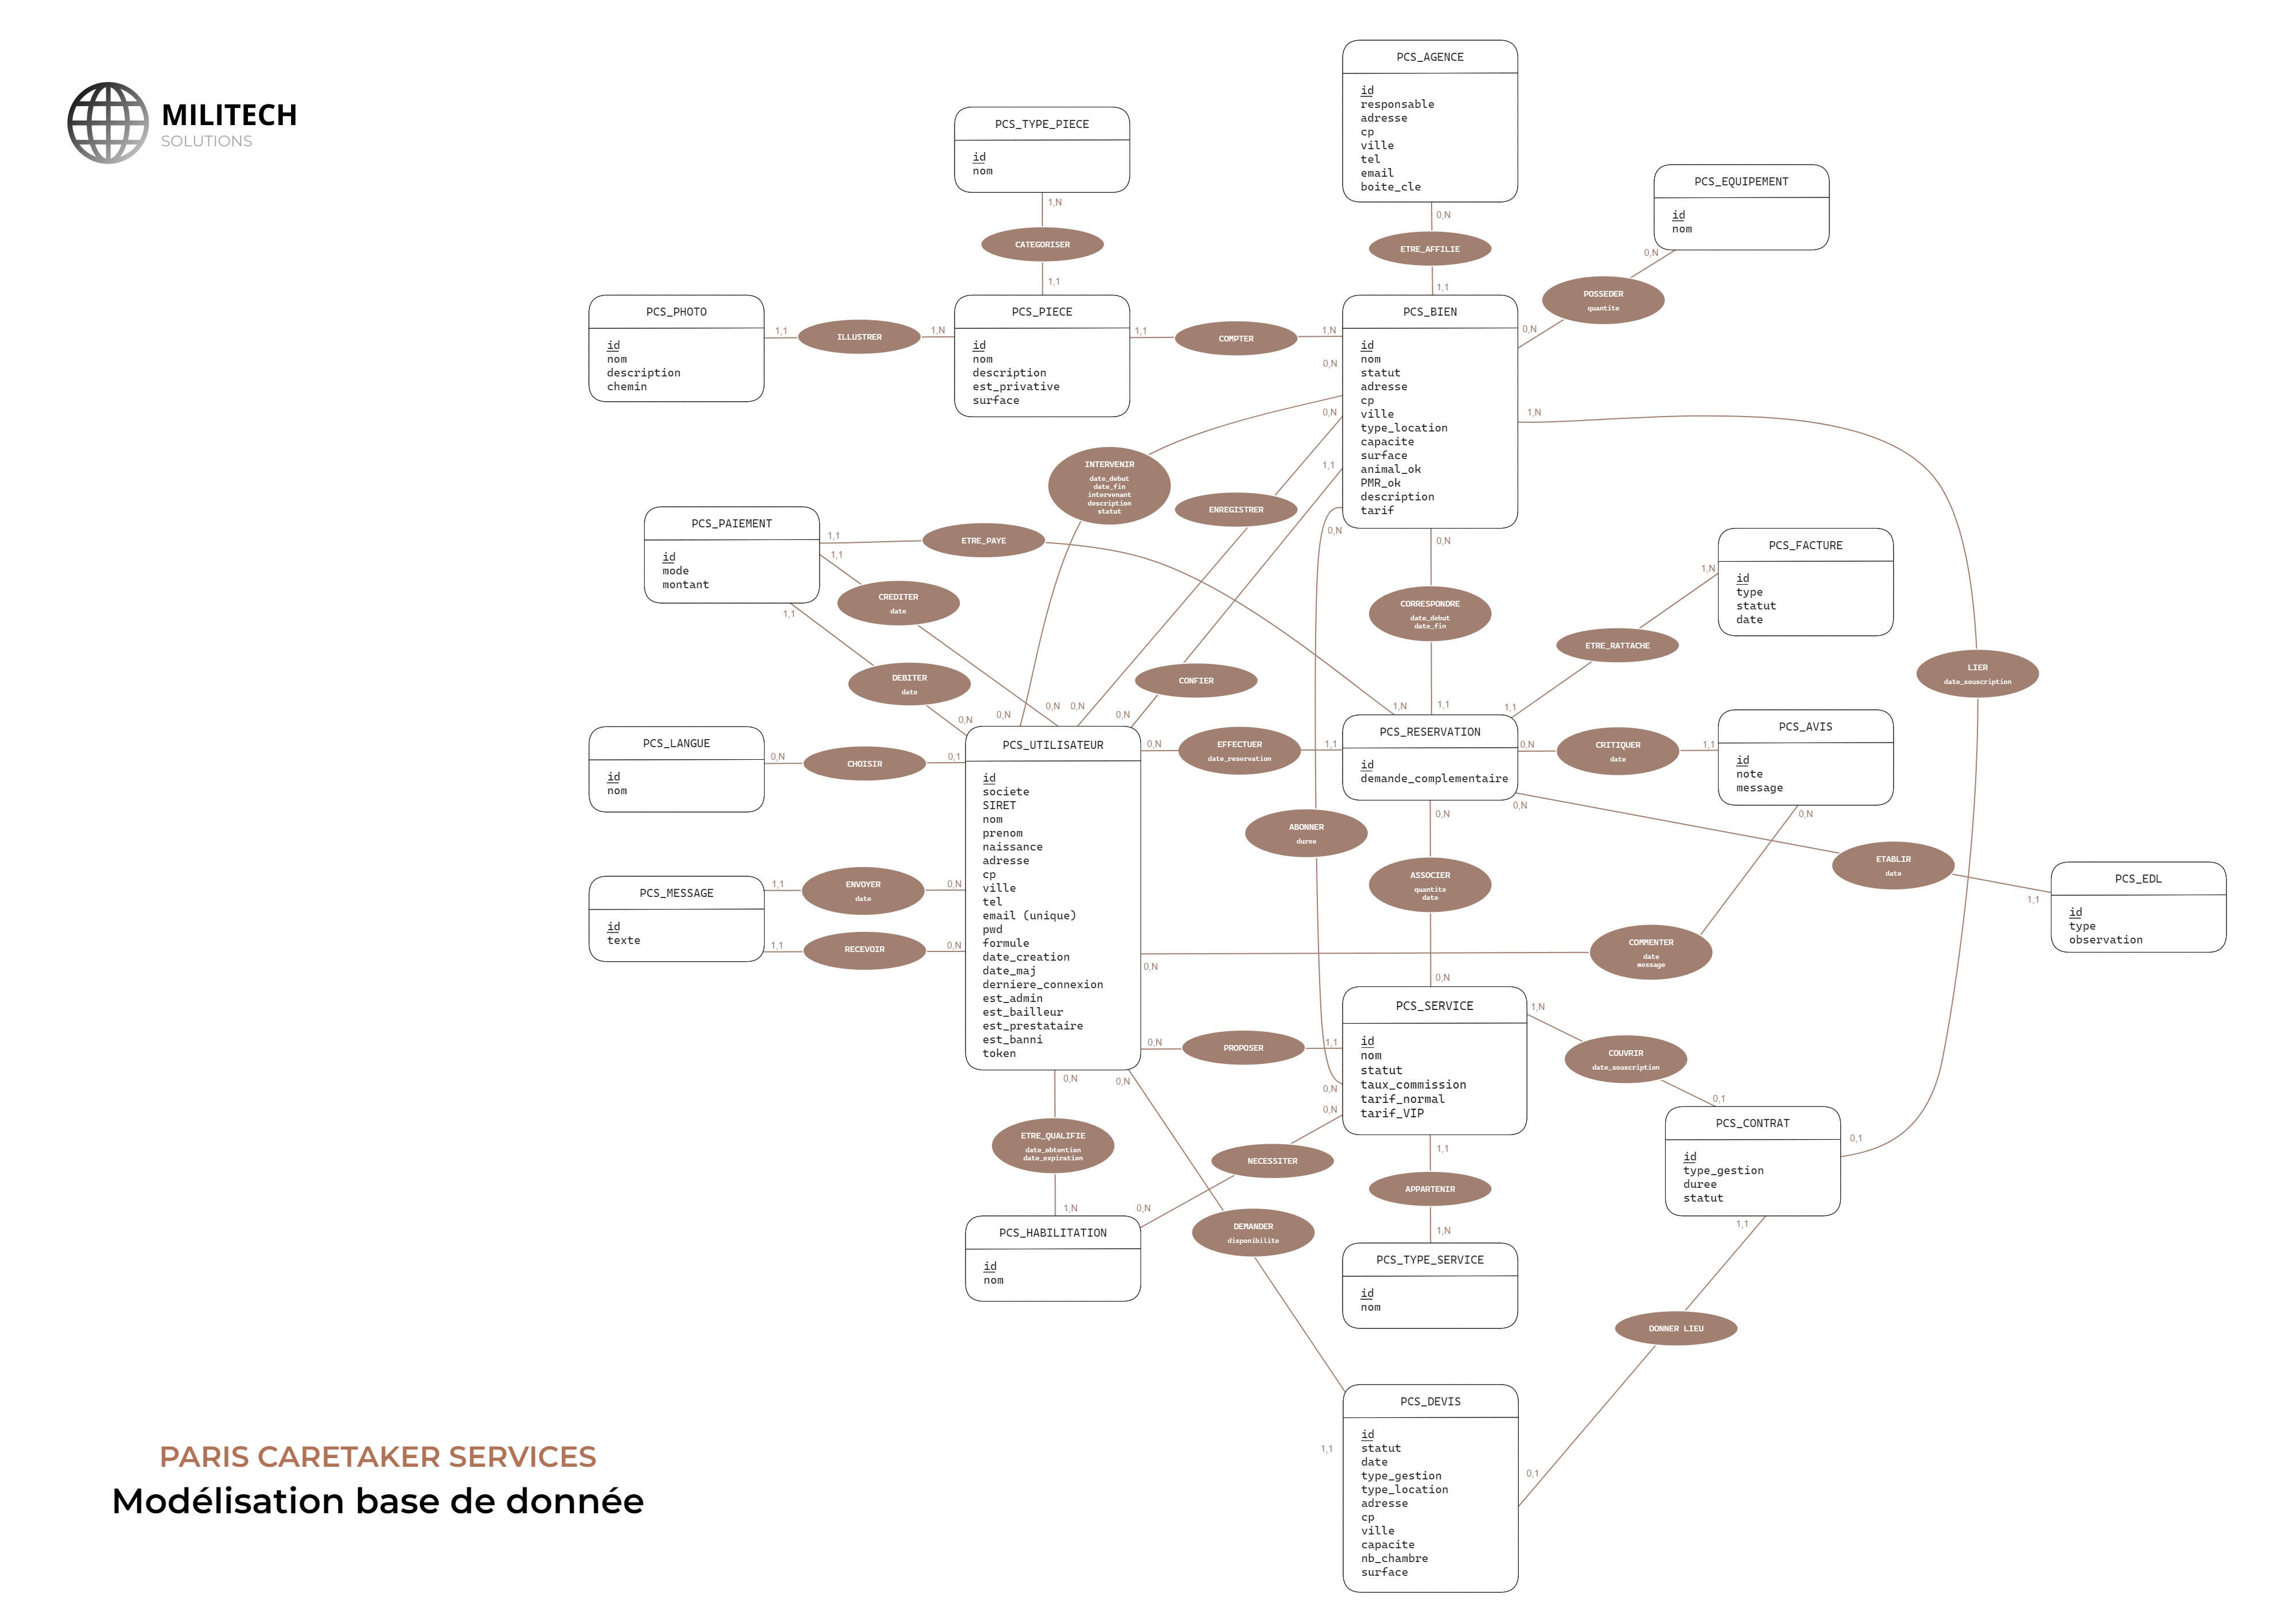 MILITECH
SOLUTIONS
PCS_AGENCE
id
responsable
adresse
cp
ville
tel
email
boite_cle
PCS_TYPE_PIECE
id
nom
PCS_EQUIPEMENT
id
nom
1,N
0,N
CATEGORISER
ETRE_AFFILIE
0,N
1,1
1,1
POSSEDER
quantite
0,N
PCS_PHOTO
id
nom
description
chemin
1,1
ILLUSTRER
1,N
PCS_PIECE
id
nom
description
est_privative
surface
1,1
COMPTER
1,N
PCS_BIEN
id
nom
statut
adresse
cp
ville
type_location
capacite
surface
animal_ok
PMR_ok
description
tarif
0,N
0,N
1,1
0,N
0,N
1,N
INTERVENIR
date_debut
date_fin
intervenant
description
statut
ENREGISTRER
PCS_PAIEMENT
id
mode
montant
1,1
1,1
1,1
ETRE_PAYE
CREDITER
date
DEBITER
date
CORRESPONDRE
date_debut
date_fin
PCS_FACTURE
id
type
statut
date
1,N
ETRE_RATTACHE
LIER
date_souscription
CONFIER
0,N
0,N
0,N
0,N
0,N
1,N
1,1
1,1
PCS_LANGUE
id
nom
0,N
CHOISIR
0,1
PCS_UTILISATEUR
id
societe
SIRET
nom
prenom
naissance
adresse
cp
ville
tel
email (unique)
pwd
formule
date_creation
date_maj
derniere_connexion
est_admin
est_bailleur
est_prestataire
est_banni
token
0,N
EFFECTUER
date_reservation
1,1
PCS_RESERVATION
id
demande_complementaire
0,N
CRITIQUER
date
1,1
PCS_AVIS
id
note
message
0,N
0,N
0,N
ABONNER
duree
ASSOCIER
quantite
date
ETABLIR
date
1,1
PCS_EDL
id
type
observation
PCS_MESSAGE
id
texte
1,1
ENVOYER
date
0,N
1,1
RECEVOIR
0,N
0,N
COMMENTER
date
message
0,N
PCS_SERVICE
id
nom
statut
taux_commission
tarif_normal
tarif_VIP
1,N
0,N
PROPOSER
1,1
0,N
0,N
COUVRIR
date_souscription
0,1
0,N
0,N
ETRE_QUALIFIE
date_obtention
date_expiration
NECESSITER
1,1
APPARTENIR
1,N
PCS_CONTRAT
id
type_gestion
duree
statut
0,1
1,1
1,N
0,N
PCS_HABILITATION
id
nom
DEMANDER
disponibilite
PCS_TYPE_SERVICE
id
nom
DONNER LIEU
PCS_DEVIS
id
statut
date
type_gestion
type_location
adresse
cp
ville
capacite
nb_chambre
surface
1,1
0,1
PARIS CARETAKER SERVICES
Modélisation base de donnée